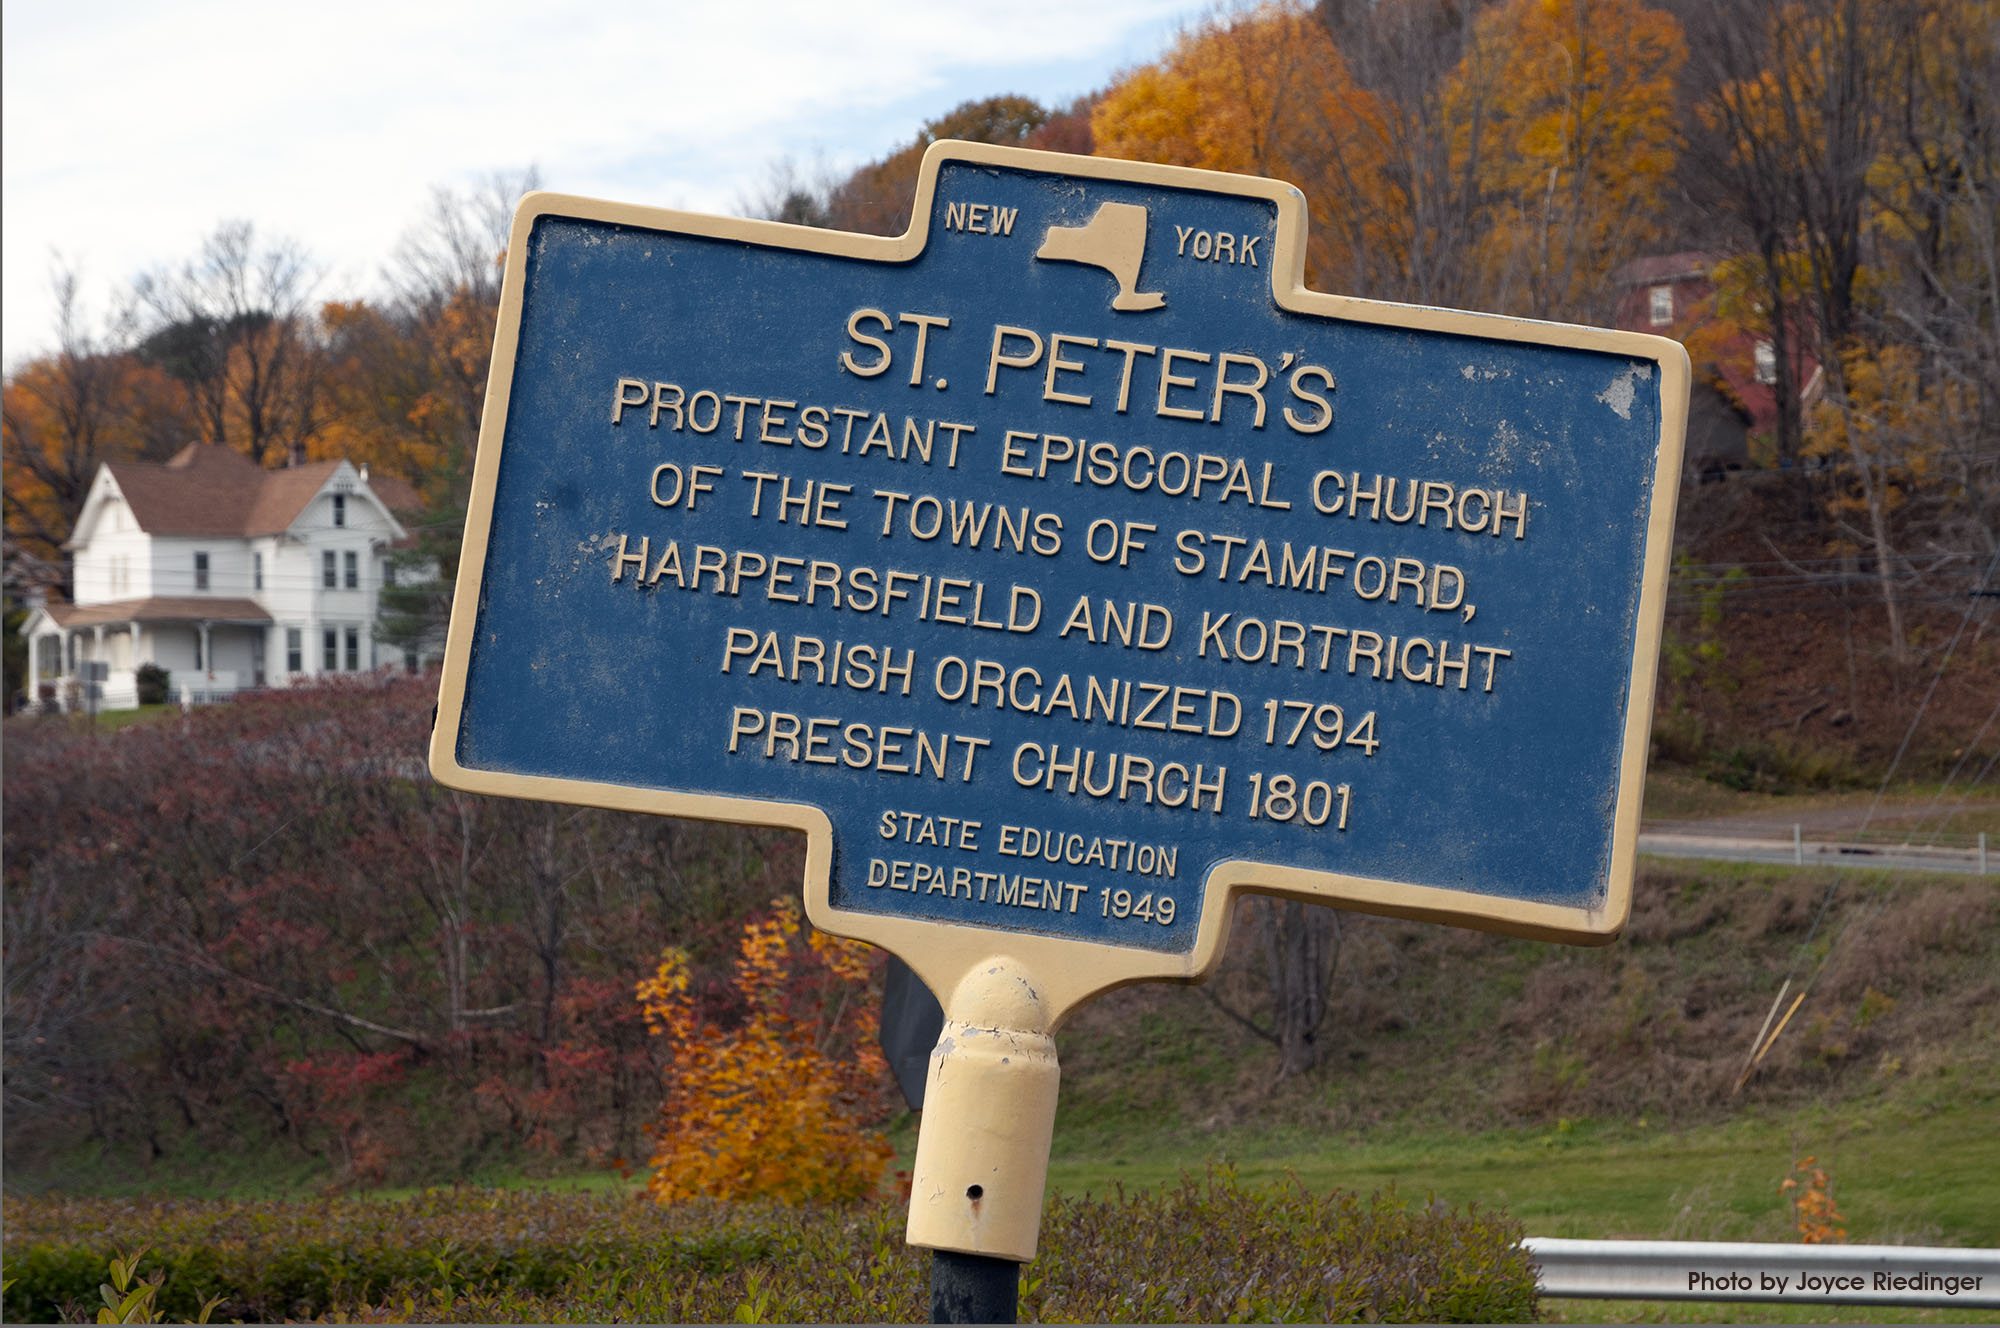 NEW YORK
ST. PETER'S
PROTESTANT EPISCOPAL CHURCH
OF THE TOWNS OF STAMFORD,
HARPERSFIELD AND KORTRIGHT
PARISH ORGANIZED 1794
PRESENT CHURCH 1801
STATE EDUCATION
DEPARTMENT 1949
Photo by Joyce Riedinger